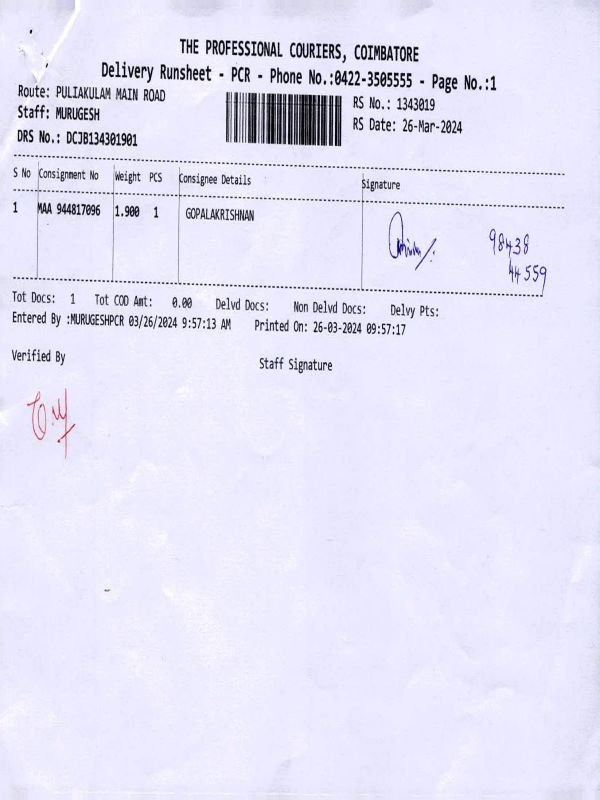 THE PROFESSIONAL COURIERS, COIMBATORE
Delivery Runsheet - PCR - Phone No.:0422-3505555 - Page No.:1
Route: PULIAKULAM MAIN ROAD
Staff: MURUGESH
DRS No.: DCJB134301901
RS No.: 1343019
RS Date: 26-Mar-2024
S No Consignment No Weight PCS Consignee Details Signature
1 MAA 944817096 1.900 1 GOPALAKRISHNAN
98438
44559
Tot Docs: 1 Tot COD Amt: 0.00 Delvd Docs: Non Delvd Docs: Delvy Pts:
Entered By :MURUGESHPCR 03/26/2024 9:57:13 AM Printed On: 26-03-2024 09:57:17
Verified By Staff Signature